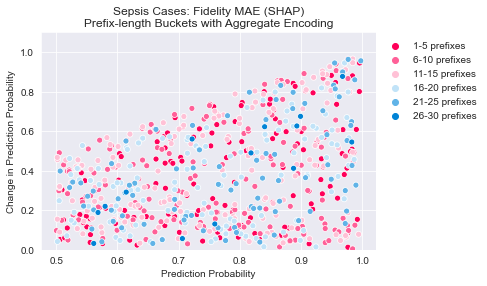 Sepsis Cases: Fidelity MAE (SHAP)
Prefix-length Buckets with Aggregate Encoding
Change in Prediction Probability
1.0
0.8
0.6
0.4
0.2
0.0
0.5
0.6
0.7
0.8
0.9
1.0
Prediction Probability
1-5 prefixes
6-10 prefixes
11-15 prefixes
16-20 prefixes
21-25 prefixes
26-30 prefixes